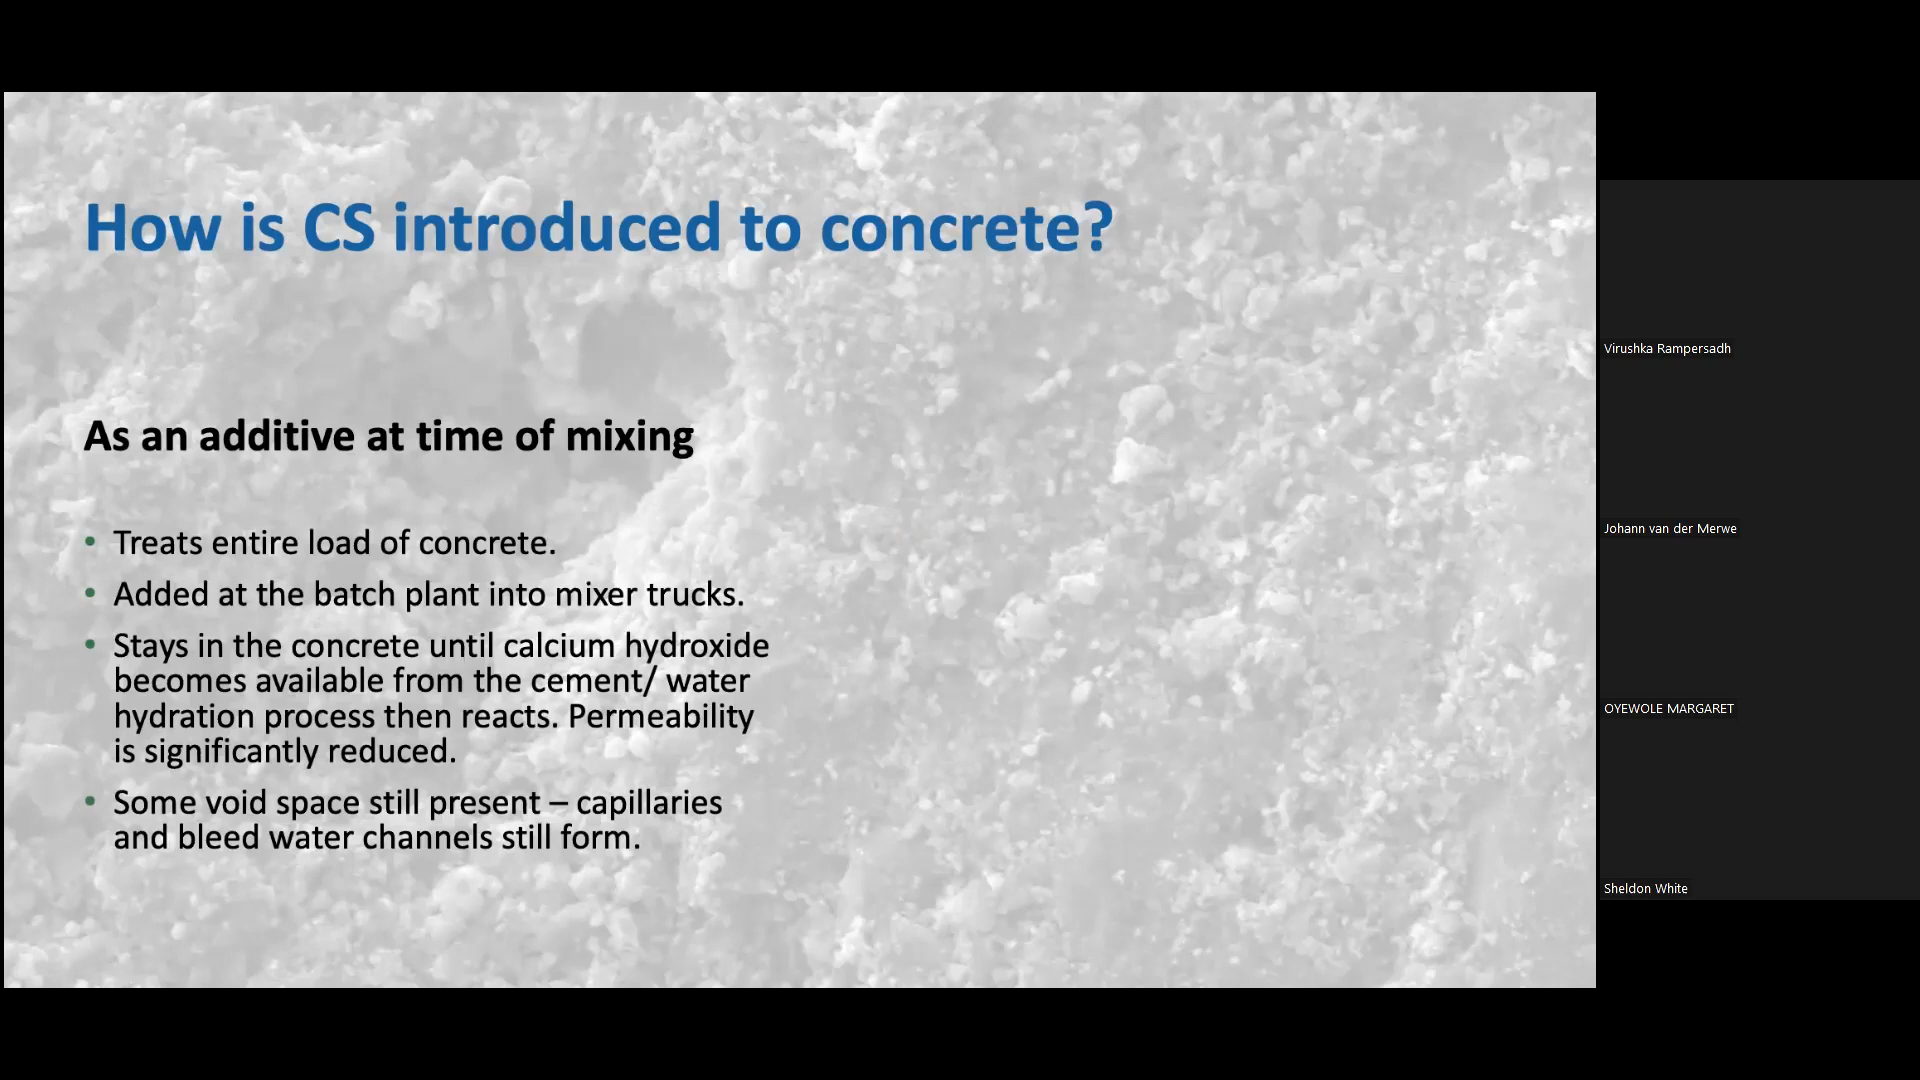 How is CS introduced to concrete?
As an additive at time of mixing
• Treats entire load of concrete.
• Added at the batch plant into mixer trucks.
• Stays in the concrete until calcium hydroxide
becomes available from the cement/ water
hydration process then reacts. Permeability
is significantly reduced.
• Some void space still present – capillaries
and bleed water channels still form.
Virushka Rampersadh
Johann van der Merwe
OYEWOLE MARGARET
Sheldon White